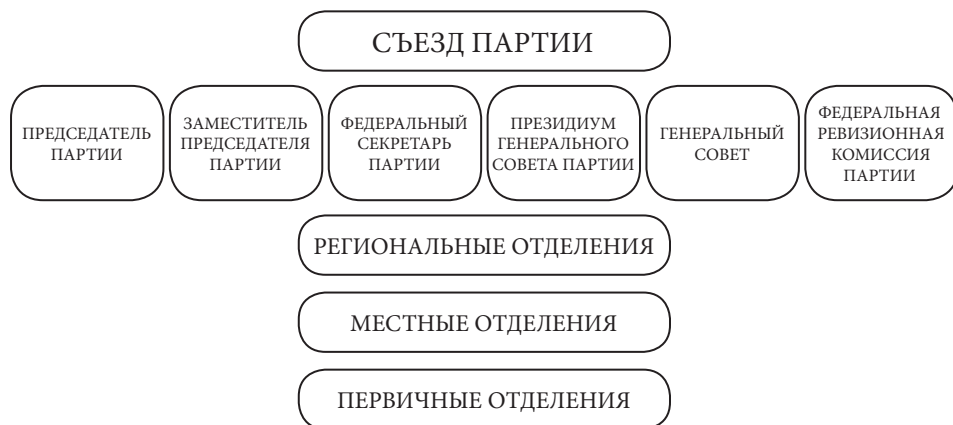 СЪЕЗД ПАРТИИ
ПРЕДСЕДАТЕЛЬ
ПАРТИИ
ЗАМЕСТИТЕЛЬ
ПРЕДСЕДАТЕЛЯ
ПАРТИИ
ФЕДЕРАЛЬНЫЙ
СЕКРЕТАРЬ
ПАРТИИ
ПРЕЗИДИУМ
ГЕНЕРАЛЬНОГО
СОВЕТА ПАРТИИ
ГЕНЕРАЛЬНЫЙ
СОВЕТ
ФЕДЕРАЛЬНАЯ
РЕВИЗИОННАЯ
КОМИССИЯ
ПАРТИИ
РЕГИОНАЛЬНЫЕ ОТДЕЛЕНИЯ
МЕСТНЫЕ ОТДЕЛЕНИЯ
ПЕРВИЧНЫЕ ОТДЕЛЕНИЯ